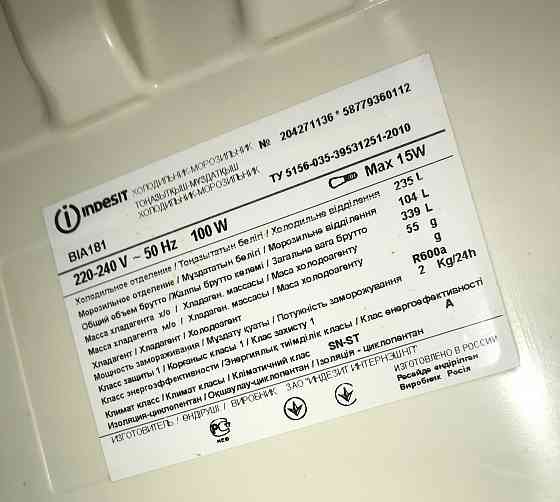 INDESIT ХОЛОДИЛЬНИК-МОРОЗИЛЬНИК № 204271136 * 58779360112
ТОҢАЗЫТҚЫШ-МҰЗДАТҚЫШ
ХОЛОДИЛЬНИК-МОРОЗИЛЬНИК ТУ 5156-035-39531251-2010
BIA181
220-240 V ~ 50 Hz 100 W Max 15W
Холодильное отделение / Тоңазытатын бөлігі / Холодильне відділення 235 L
Морозильное отделение / Мұздататын бөлігі / Морозильне відділення 104 L
Общий объем брутто / Жалпы брутто көлемі / Загальна вага брутто 339 L
Масса хладагента х/о / Хладаген. массасы / Маса холодоагенту 55 g
Масса хладагента м/о / Хладаген. массасы / Маса холодоагенту g
Хладагент / Хладагент / Холодоагент R600a
Мощность замораживания / Мұздату қуаты / Потужність заморожування 2 Kg/24h
Класс защиты 1 / Қорғаныс класы 1 / Клас захисту 1
Класс энергоэффективности / Энергиялық тиімділік класы / Клас енергоефективності A
Климат класс / Климат класы / Кліматичний клас SN-ST
Изоляция-циклопентан / Оқшаулау-циклопентан / Ізоляція - циклопентан
ИЗГОТОВИТЕЛЬ / ӨНДІРУШІ / ВИРОБНИК ЗАО "ИНДЕЗИТ ИНТЕРНЭШНЛ"
ИЗГОТОВЛЕНО В РОССИИ
Ресейде өндірілген
Виробник Росія